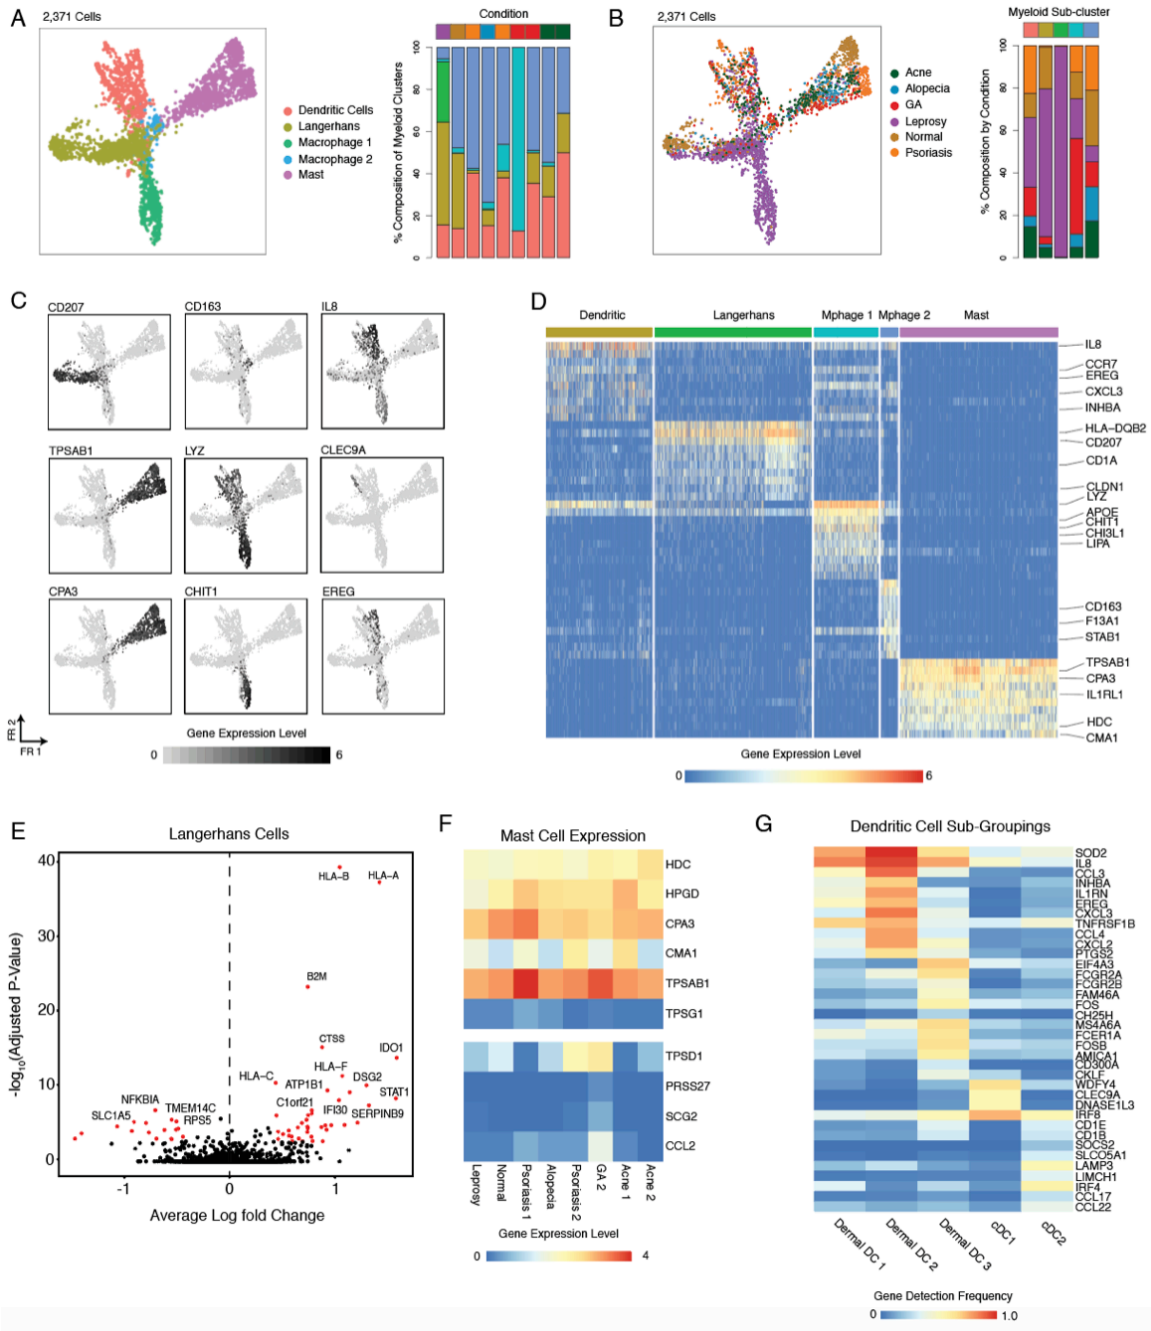 A
2,371 Cells
Dendritic Cells
Langerhans
Macrophage 1
Macrophage 2
Mast
Condition
% Composition of Myeloid Clusters
100
80
60
40
20
0
B
2,371 Cells
Acne
Alopecia
GA
Leprosy
Normal
Psoriasis
Myeloid Sub-cluster
% Composition by Condition
100
80
60
40
20
0
C
CD207
CD163
IL8
TPSAB1
LYZ
CLEC9A
CPA3
CHIT1
EREG
FR 2
FR 1
Gene Expression Level
0
6
D
Dendritic
Langerhans
Mphage 1
Mphage 2
Mast
IL8
CCR7
EREG
CXCL3
INHBA
HLA-DQB2
CD207
CD1A
CLDN1
LYZ
APOE
CHIT1
CHI3L1
LIPA
CD163
F13A1
STAB1
TPSAB1
CPA3
IL1RL1
HDC
CMA1
Gene Expression Level
0
6
E
Langerhans Cells
-log10(Adjusted P-Value)
40
30
20
10
0
HLA-B
HLA-A
B2M
CTSS
IDO1
HLA-F
HLA-C
DSG2
ATP1B1
STAT1
NFKBIA
C1orf21
TMEM14C
IFI30
SLC1A5
SERPINB9
RPS5
-1
0
1
Average Log fold Change
F
Mast Cell Expression
HDC
HPGD
CPA3
CMA1
TPSAB1
TPSG1
TPSD1
PRSS27
SCG2
CCL2
Leprosy
Normal
Psoriasis 1
Alopecia
Psoriasis 2
GA 2
Acne 1
Acne 2
Gene Expression Level
0
4
G
Dendritic Cell Sub-Groupings
SOD2
IL8
CCL3
INHBA
IL1RN
EREG
CXCL3
TNFRSF1B
CCL4
CXCL2
PTGS2
EIF4A3
FCGR2A
FCGR2B
FAM46A
FOS
CH25H
MS4A6A
FCER1A
FOSB
AMICA1
CD300A
CKLF
WDFY4
CLEC9A
DNASE1L3
IRF8
CD1E
CD1B
SOCS2
SLCO5A1
LAMP3
LIMCH1
IRF4
CCL17
CCL22
Dermal DC 1
Dermal DC 2
Dermal DC 3
cDC1
cDC2
Gene Detection Frequency
0
1.0